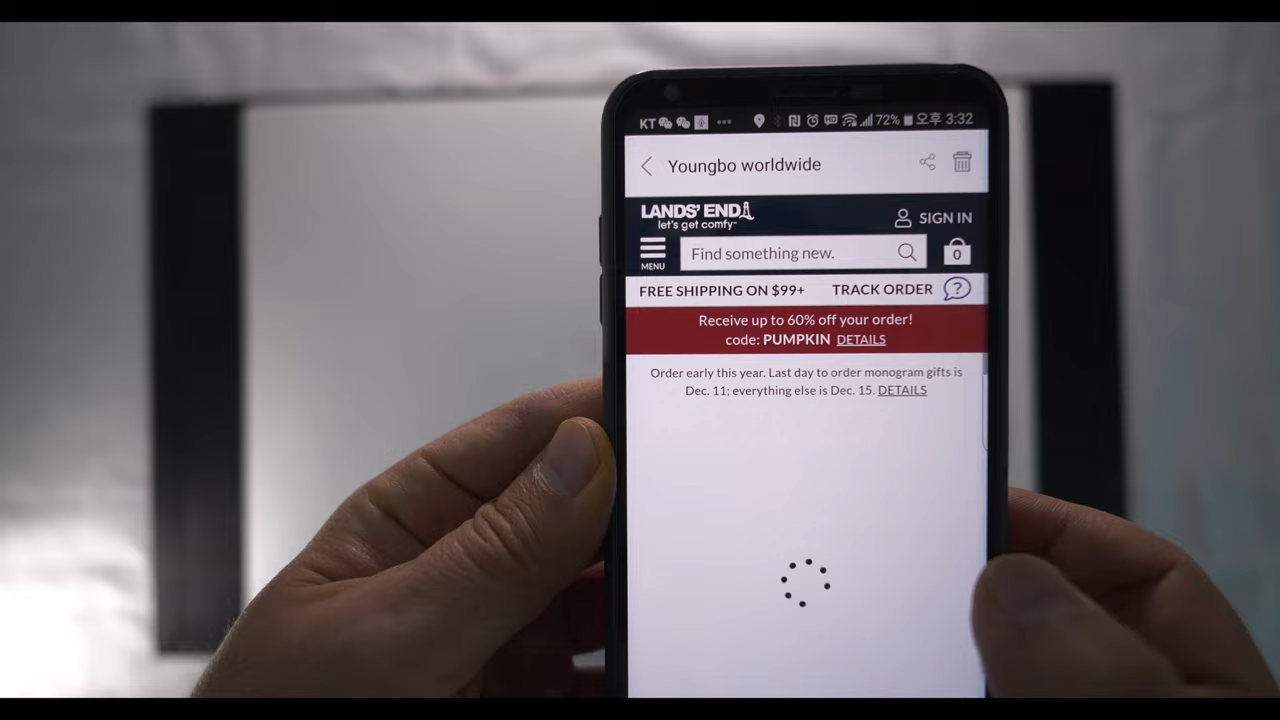 KT 72% 오후 3:32
Youngbo worldwide
LANDS' END
let's get comfy™
SIGN IN
MENU
Find something new.
0
FREE SHIPPING ON $99+ TRACK ORDER ?
Receive up to 60% off your order!
code: PUMPKIN DETAILS
Order early this year. Last day to order monogram gifts is
Dec. 11; everything else is Dec. 15. DETAILS